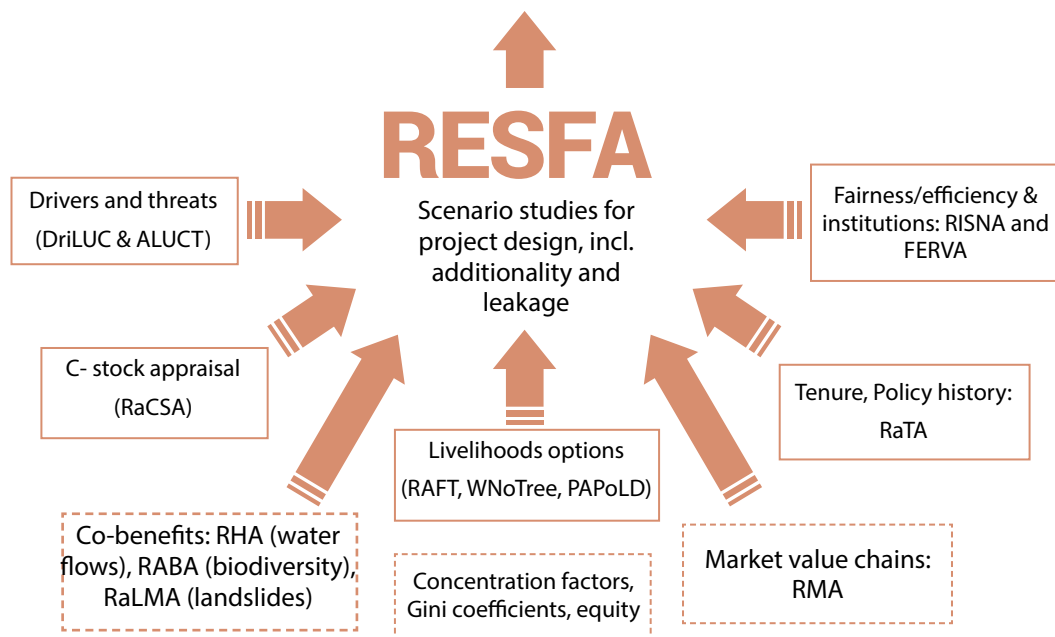 RESFA
Scenario studies for
project design, incl.
additionality and
leakage
Drivers and threats
(DriLUC & ALUCT)
Fairness/efficiency &
institutions: RISNA and
FERVA
C- stock appraisal
(RaCSA)
Tenure, Policy history:
RaTA
Livelihoods options
(RAFT, WNoTree, PAPoLD)
Co-benefits: RHA (water
flows), RABA (biodiversity),
RaLMA (landslides)
Concentration factors,
Gini coefficients, equity
Market value chains:
RMA